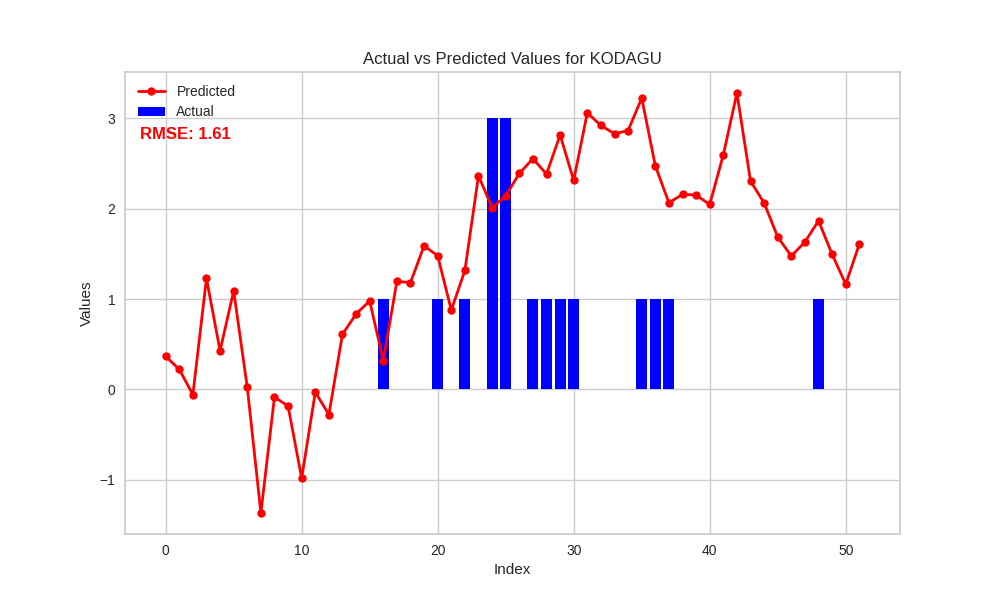 Actual vs Predicted Values for KODAGU
Predicted
Actual
RMSE: 1.61
3
2
1
0
−1
Values
0 10 20 30 40 50
Index